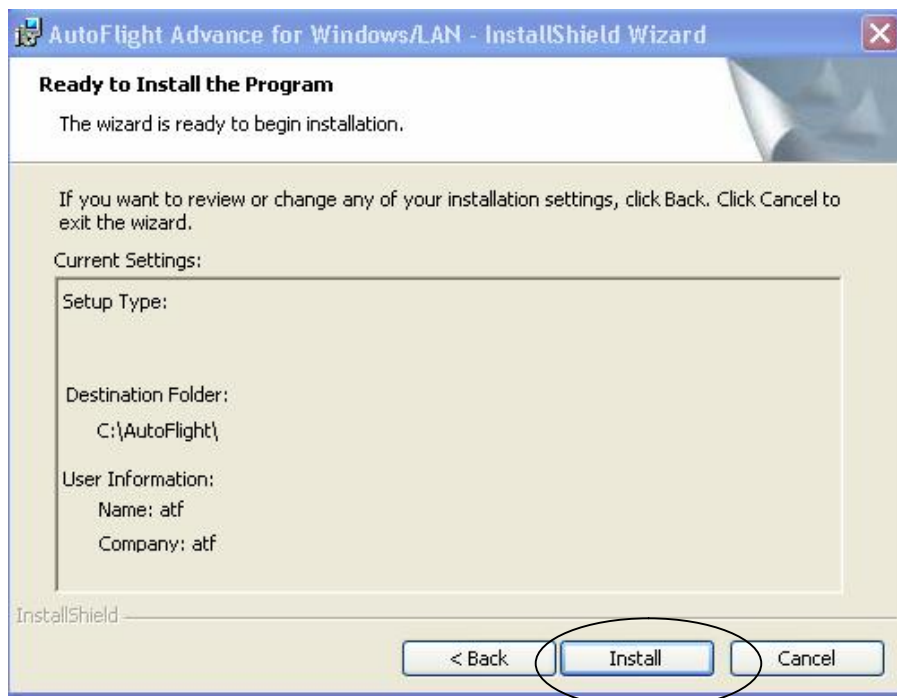 AutoFlight Advance for Windows/LAN - InstallShield Wizard
Ready to Install the Program
The wizard is ready to begin installation.
If you want to review or change any of your installation settings, click Back. Click Cancel to
exit the wizard.
Current Settings:
Setup Type:
Destination Folder:
C:\AutoFlight\
User Information:
Name: atf
Company: atf
InstallShield
< Back Install Cancel